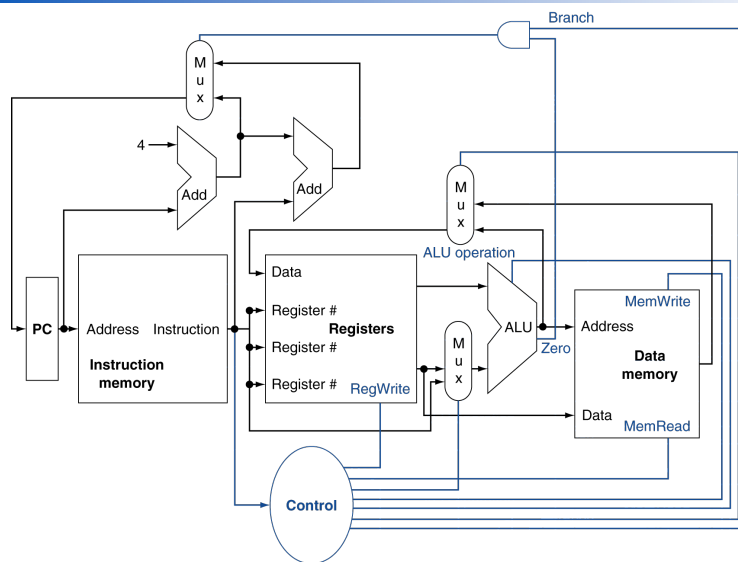 Branch
M
u
x
4
Add
Add
M
u
x
ALU operation
Data
Register #
Register #
Register #
Registers
RegWrite
PC
Address
Instruction
Instruction
memory
M
u
x
ALU
Zero
MemWrite
Address
Data
memory
Data
MemRead
Control